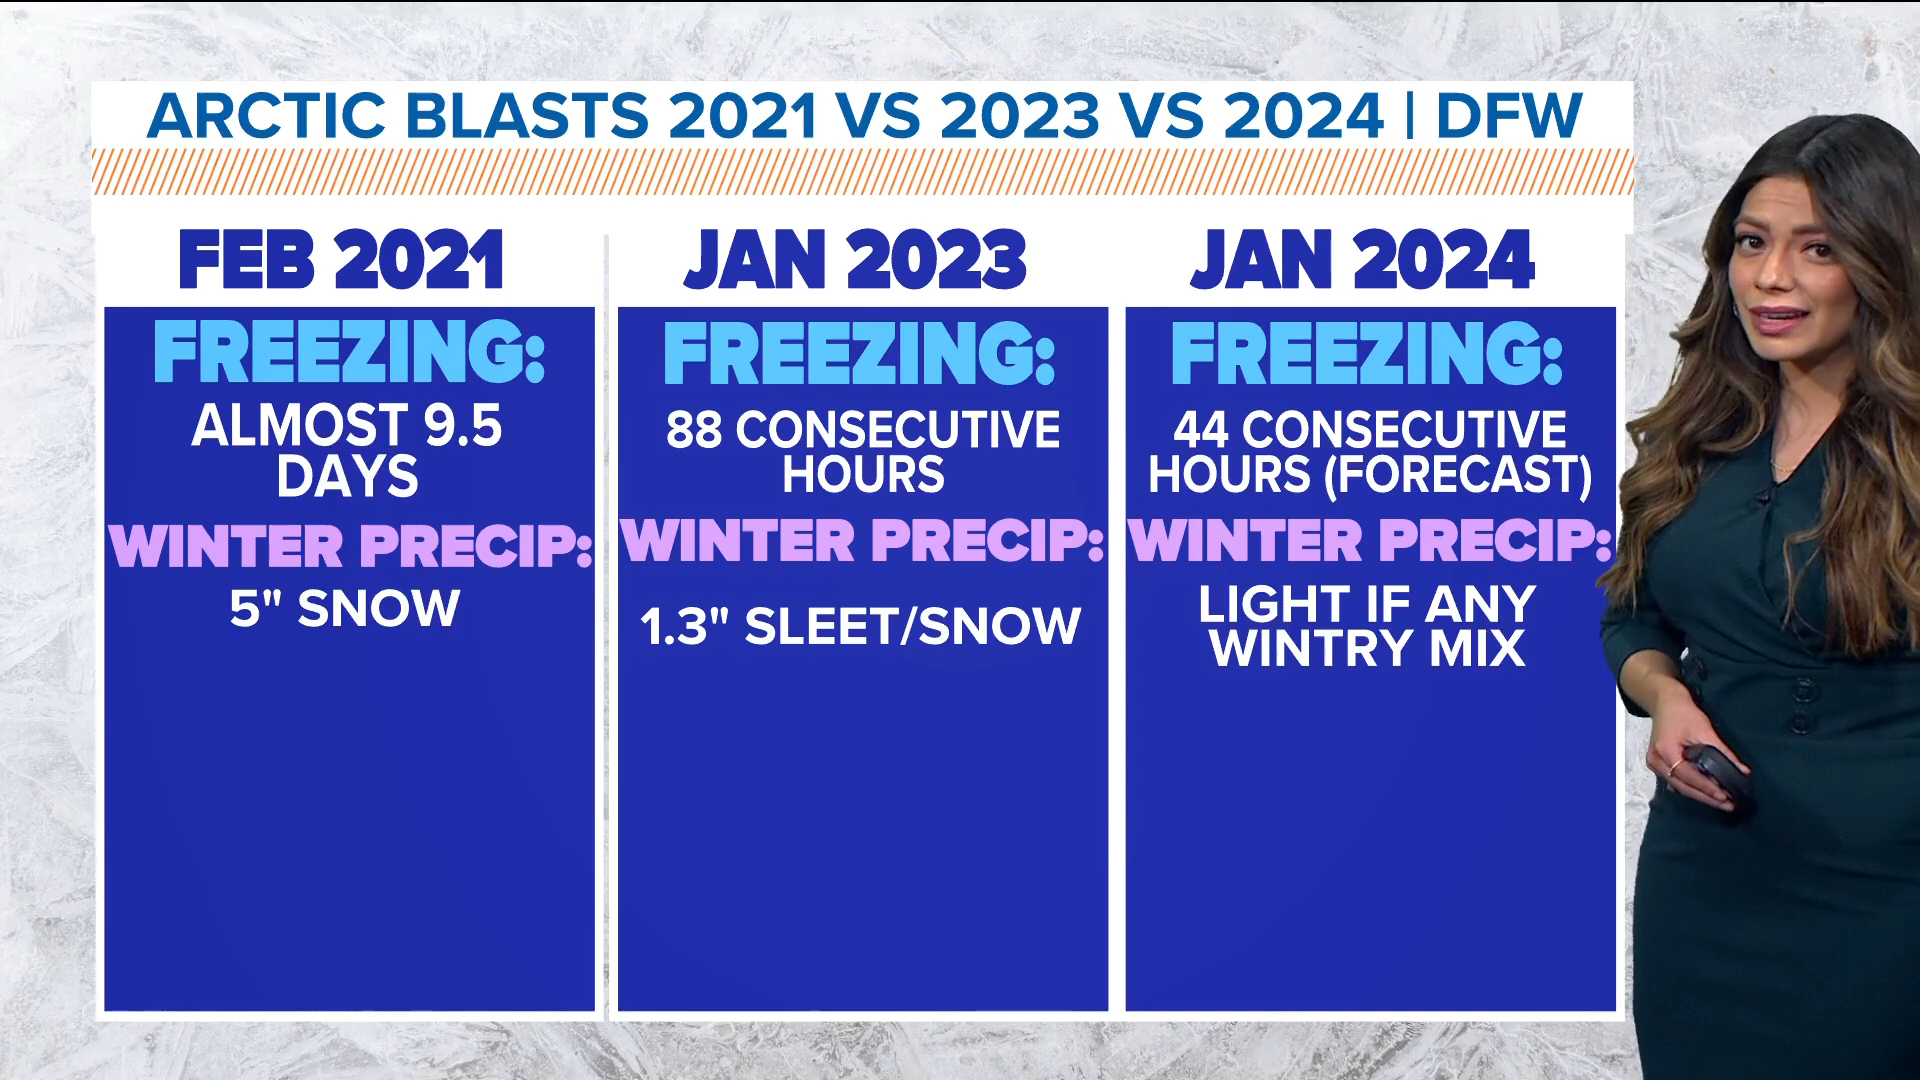 ARCTIC BLASTS 2021 VS 2023 VS 2024 | DFW
FEB 2021
FREEZING:
ALMOST 9.5
DAYS
WINTER PRECIP:
5" SNOW
JAN 2023
FREEZING:
88 CONSECUTIVE
HOURS
WINTER PRECIP:
1.3" SLEET/SNOW
JAN 2024
FREEZING:
44 CONSECUTIVE
HOURS (FORECAST)
WINTER PRECIP:
LIGHT IF ANY
WINTRY MIX